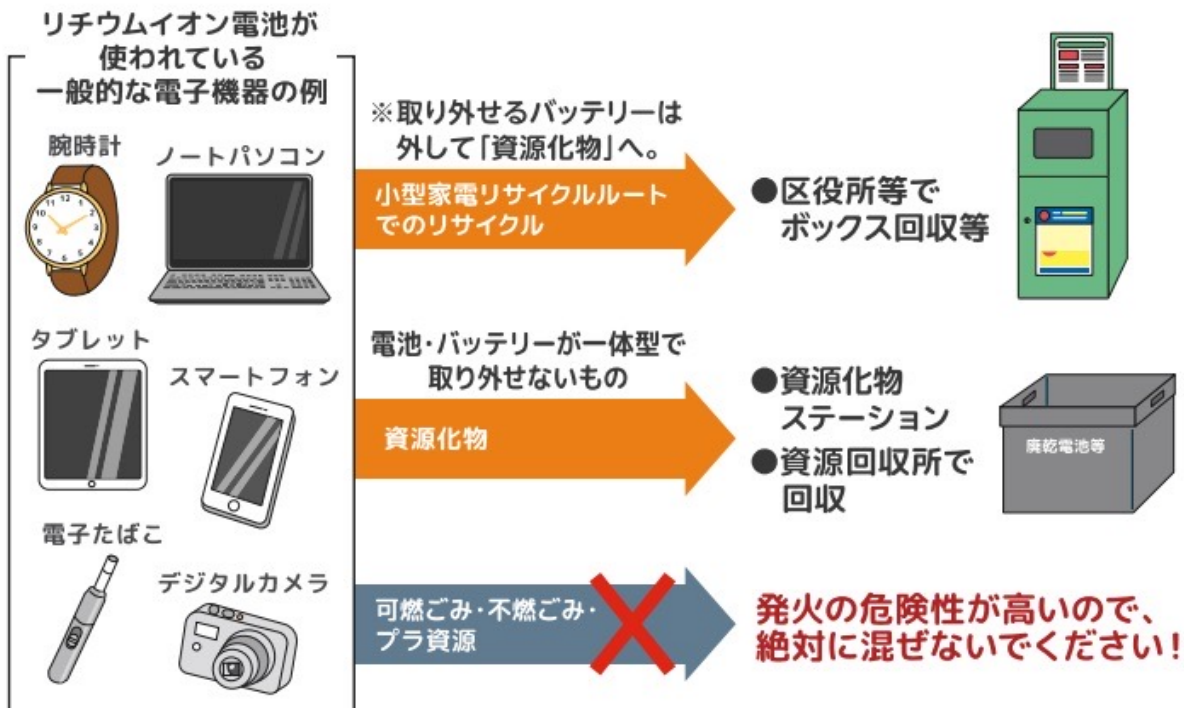 リチウムイオン電池が
使われている
一般的な電子機器の例
腕時計
ノートパソコン
タブレット
スマートフォン
電子たばこ
デジタルカメラ
※取り外せるバッテリーは
外して「資源化物」へ。
小型家電リサイクルルート
でのリサイクル
●区役所等で
ボックス回収等
電池・バッテリーが一体型で
取り外せないもの
資源化物
●資源化物
ステーション
●資源回収所で
回収
廃乾電池等
可燃ごみ・不燃ごみ・
プラ資源
発火の危険性が高いので、
絶対に混ぜないでください!